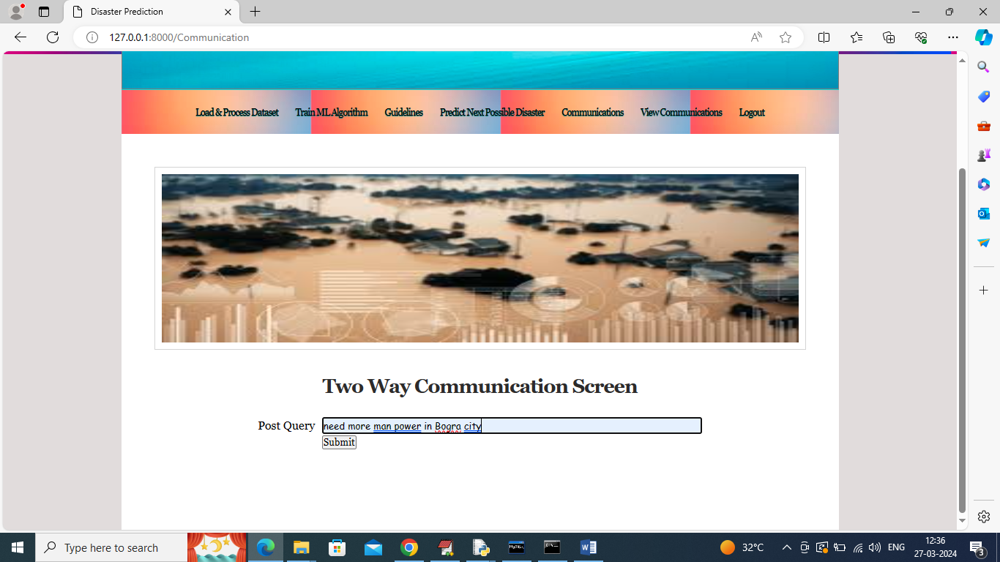 Disaster Prediction
127.0.0.1:8000/Communication
Load & Process Dataset Train ML Algorithm Guidelines Predict Next Possible Disaster Communications View Communications Logout
Two Way Communication Screen
Post Query need more man power in Bogra city
Submit
Type here to search
32°C ENG 12:36
27-03-2024 3